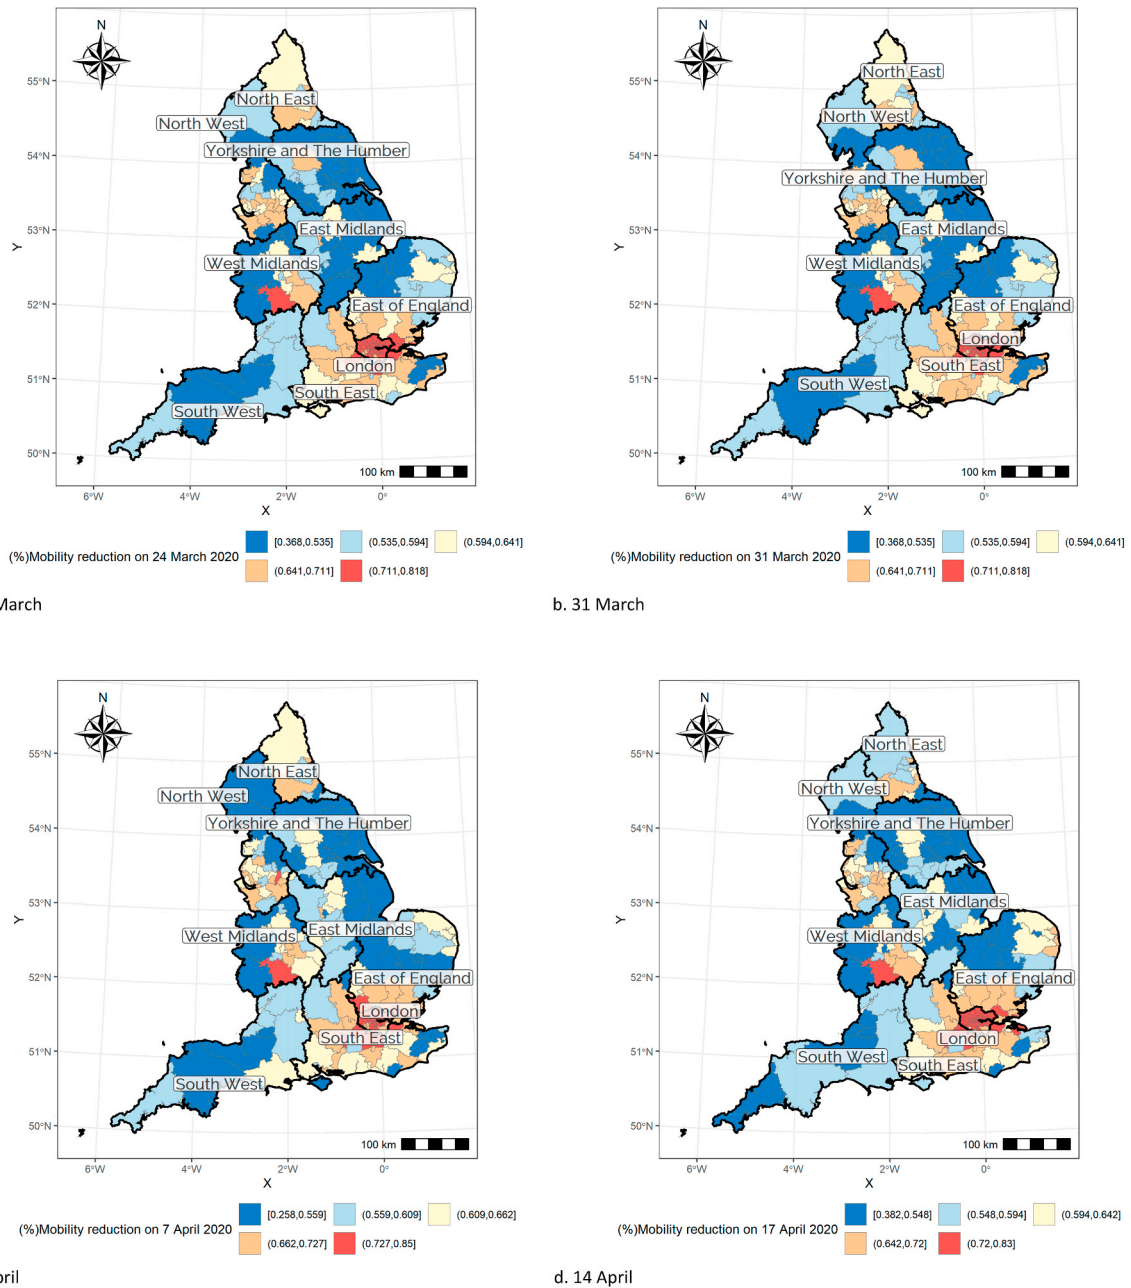 N
55°N
54°N
53°N
52°N
51°N
50°N
Y
North East
North West
Yorkshire and The Humber
East Midlands
West Midlands
East of England
London
South East
South West
100 km
6°W 4°W 2°W 0°
X
(%)Mobility reduction on 24 March 2020
[0.368,0.535] (0.535,0.594] (0.594,0.641]
(0.641,0.711] (0.711,0.818]
March
N
55°N
54°N
53°N
52°N
51°N
50°N
Y
North East
North West
Yorkshire and The Humber
East Midlands
West Midlands
East of England
London
South East
South West
100 km
6°W 4°W 2°W 0°
X
(%)Mobility reduction on 31 March 2020
[0.368,0.535] (0.535,0.594] (0.594,0.641]
(0.641,0.711] (0.711,0.818]
b. 31 March
N
55°N
54°N
53°N
52°N
51°N
50°N
Y
North East
North West
Yorkshire and The Humber
East Midlands
West Midlands
East of England
London
South East
South West
100 km
6°W 4°W 2°W 0°
X
(%)Mobility reduction on 7 April 2020
[0.258,0.559] (0.559,0.609] (0.609,0.662]
(0.662,0.727] (0.727,0.85]
pril
N
55°N
54°N
53°N
52°N
51°N
50°N
Y
North East
North West
Yorkshire and The Humber
East Midlands
West Midlands
East of England
London
South West
South East
100 km
6°W 4°W 2°W 0°
X
(%)Mobility reduction on 17 April 2020
[0.382,0.548] (0.548,0.594] (0.594,0.642]
(0.642,0.72] (0.72,0.83]
d. 14 April